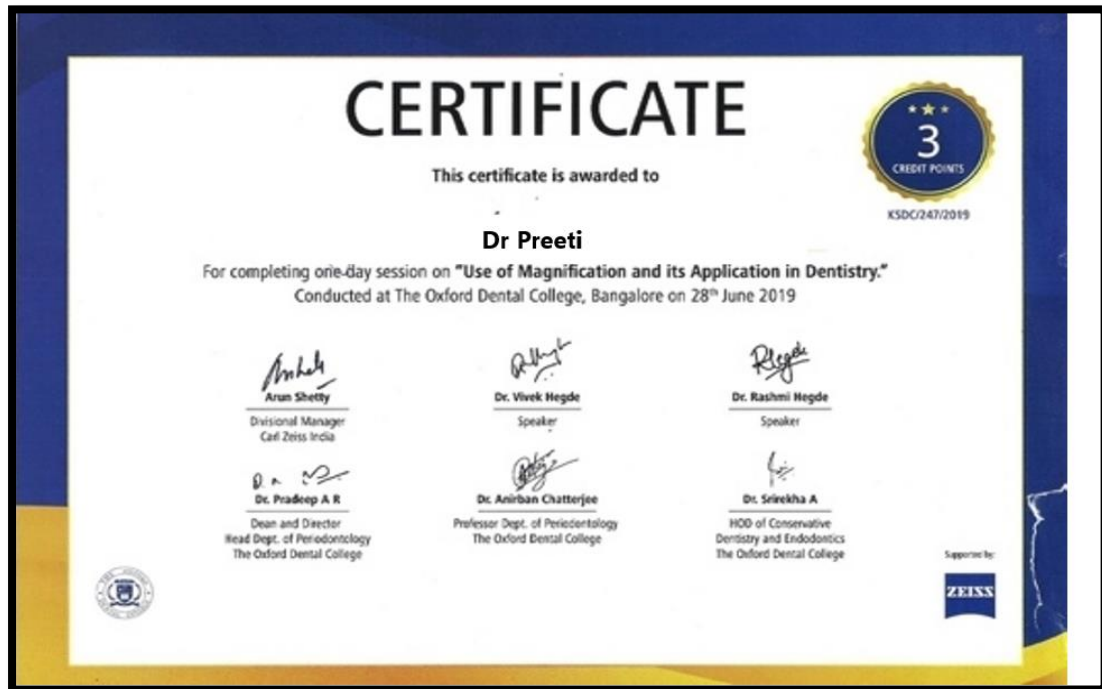 CERTIFICATE
3
CREDIT POINTS
KSDC/247/2019
This certificate is awarded to
Dr Preeti
For completing one-day session on "Use of Magnification and its Application in Dentistry."
Conducted at The Oxford Dental College, Bangalore on 28th June 2019
Arun Shetty
Divisional Manager
Carl Zeiss India
Dr. Vivek Hegde
Speaker
Dr. Rashmi Hegde
Speaker
Dr. Pradeep A R
Dean and Director
Head Dept. of Periodontology
The Oxford Dental College
Dr. Anirban Chatterjee
Professor Dept. of Periodontology
The Oxford Dental College
Dr. Srirekha A
HOD of Conservative
Dentistry and Endodontics
The Oxford Dental College
Supported by:
ZEISS